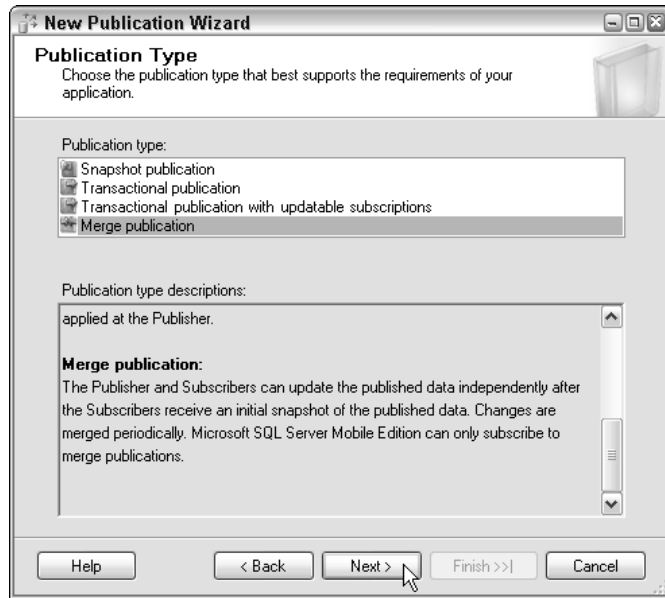 New Publication Wizard
Publication Type
Choose the publication type that best supports the requirements of your
application.
Publication type:
Snapshot publication
Transactional publication
Transactional publication with updatable subscriptions
Merge publication
Publication type descriptions:
applied at the Publisher.
Merge publication:
The Publisher and Subscribers can update the published data independently after
the Subscribers receive an initial snapshot of the published data. Changes are
merged periodically. Microsoft SQL Server Mobile Edition can only subscribe to
merge publications.
Help
< Back
Next >
Finish >>|
Cancel